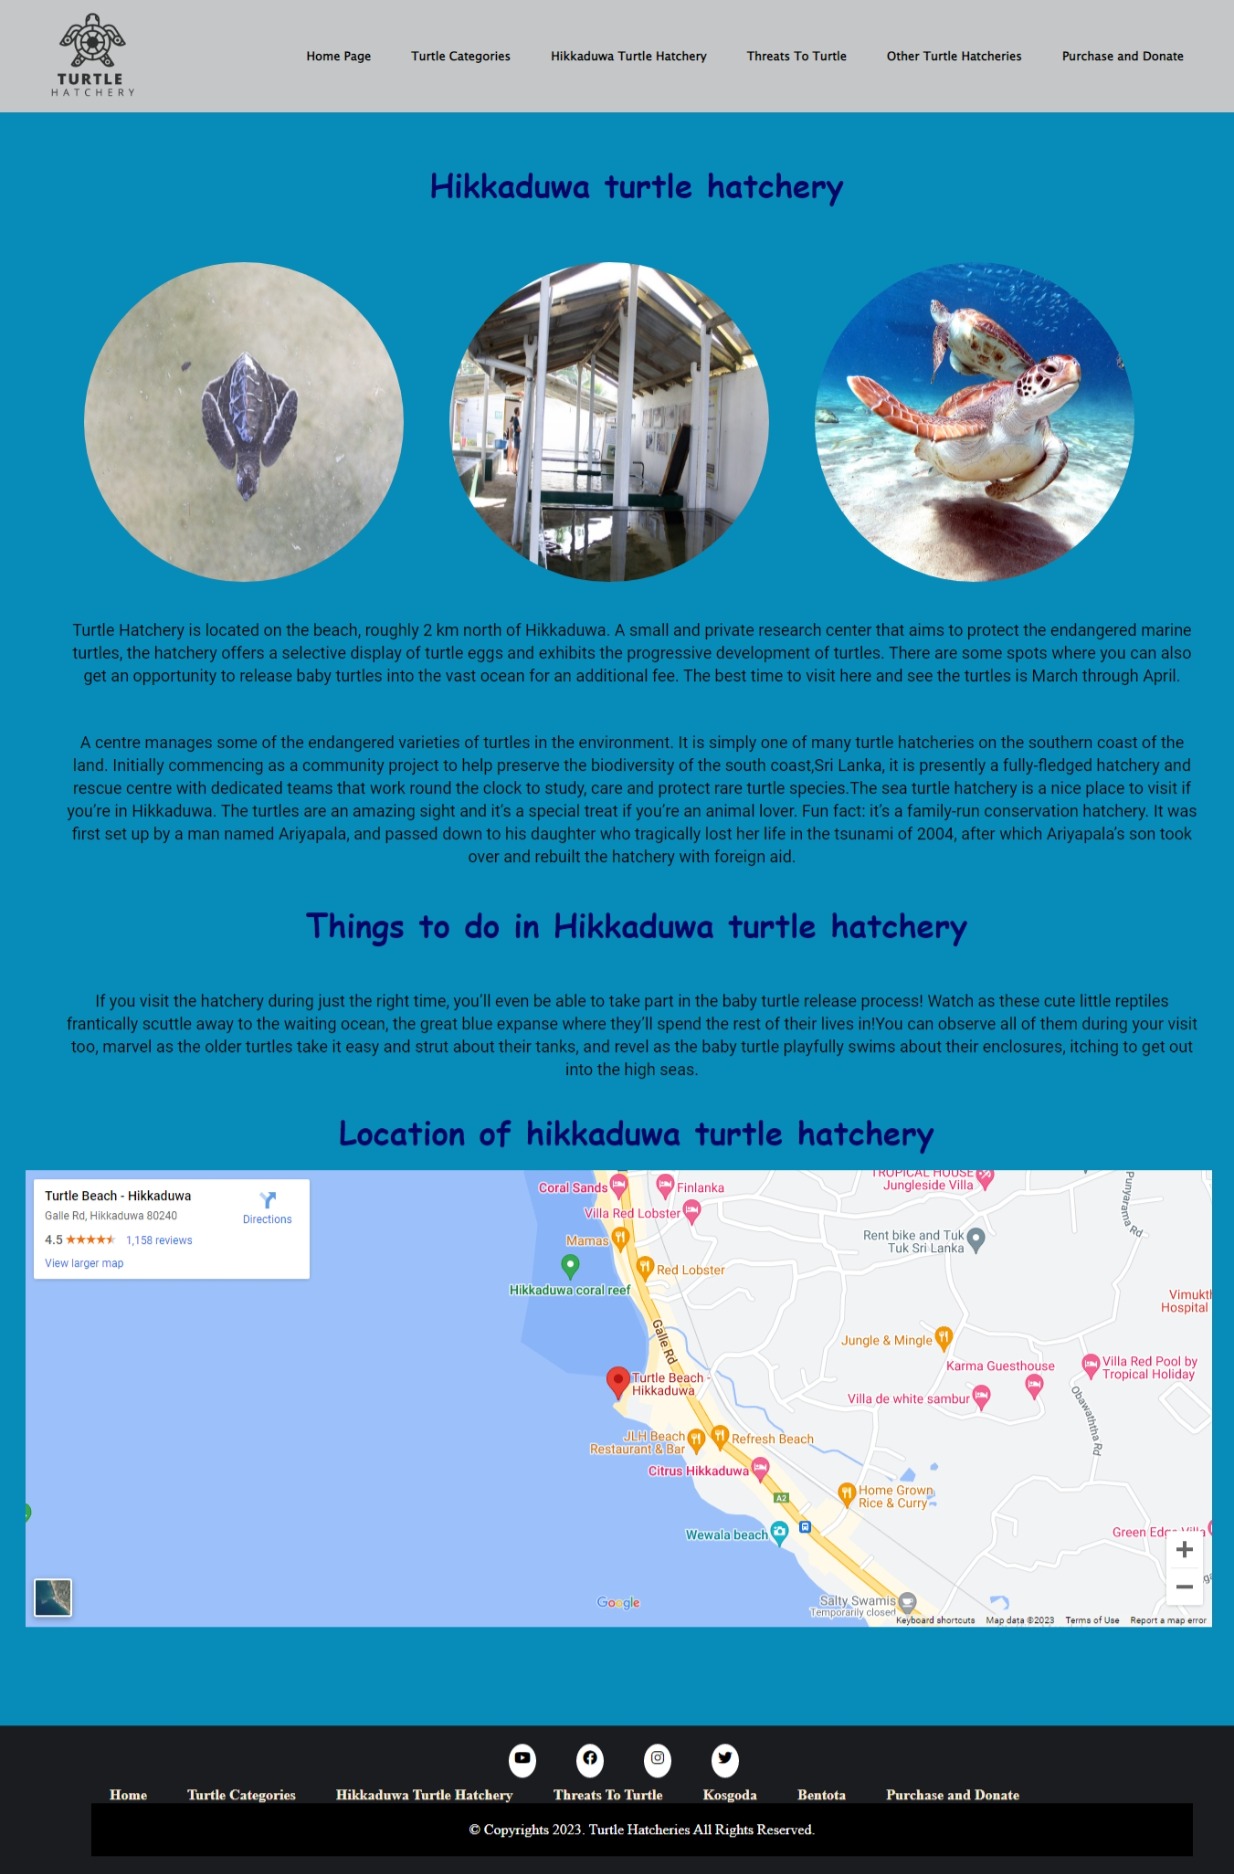 TURTLE
HATCHERY
Home Page
Turtle Categories
Hikkaduwa Turtle Hatchery
Threats To Turtle
Other Turtle Hatcheries
Purchase and Donate
Hikkaduwa turtle hatchery
Turtle Hatchery is located on the beach, roughly 2 km north of Hikkaduwa. A small and private research center that aims to protect the endangered marine
turtles, the hatchery offers a selective display of turtle eggs and exhibits the progressive development of turtles. There are some spots where you can also
get an opportunity to release baby turtles into the vast ocean for an additional fee. The best time to visit here and see the turtles is March through April.
A centre manages some of the endangered varieties of turtles in the environment. It is simply one of many turtle hatcheries on the southern coast of the
land. Initially commencing as a community project to help preserve the biodiversity of the south coast,Sri Lanka, it is presently a fully-fledged hatchery and
rescue centre with dedicated teams that work round the clock to study, care and protect rare turtle species.The sea turtle hatchery is a nice place to visit if
you're in Hikkaduwa. The turtles are an amazing sight and it's a special treat if you're an animal lover. Fun fact: it's a family-run conservation hatchery. It was
first set up by a man named Ariyapala, and passed down to his daughter who tragically lost her life in the tsunami of 2004, after which Ariyapala's son took
over and rebuilt the hatchery with foreign aid.
Things to do in Hikkaduwa turtle hatchery
If you visit the hatchery during just the right time, you'll even be able to take part in the baby turtle release process! Watch as these cute little reptiles
frantically scuttle away to the waiting ocean, the great blue expanse where they'll spend the rest of their lives in!You can observe all of them during your visit
too, marvel as the older turtles take it easy and strut about their tanks, and revel as the baby turtle playfully swims about their enclosures, itching to get out
into the high seas.
Location of hikkaduwa turtle hatchery
Turtle Beach - Hikkaduwa
Galle Rd, Hikkaduwa 80240
4.5
1,158 reviews
View larger map
Directions
Coral Sands
Finlanka
TROPICAL HOUSE
Jungleside Villa
Villa Red Lobster
Punyarama Rd
Mamas
Rent bike and Tuk
Tuk Sri Lanka
Red Lobster
Hikkaduwa coral reef
Vimukt
Hospital
Galle Rd
Jungle & Mingle
Karma Guesthouse
Villa Red Pool by
Tropical Holiday
Turtle Beach -
Hikkaduwa
Villa de white sambur
Obawaththa Rd
JLH Beach
Restaurant & Bar
Refresh Beach
Citrus Hikkaduwa
A2
Home Grown
Rice & Curry
Wewala beach
Green Edge Villa
Salty Swamis
Temporarily closed
Google
Keyboard shortcuts
Map data ©2023
Terms of Use
Report a map error
Home
Turtle Categories
Hikkaduwa Turtle Hatchery
Threats To Turtle
Kosgoda
Bentota
Purchase and Donate
© Copyrights 2023. Turtle Hatcheries All Rights Reserved.